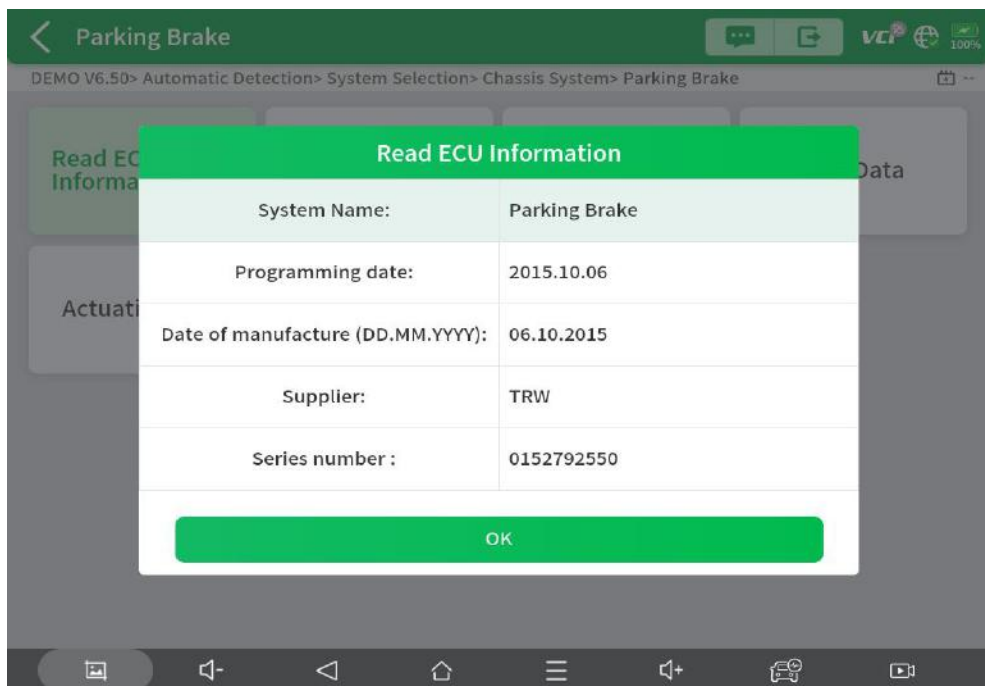 Parking Brake
VCI
100%
DEMO V6.50> Automatic Detection> System Selection> Chassis System> Parking Brake
--
Read EC
Informa
Data
Actuati
Read ECU Information
System Name: Parking Brake
Programming date: 2015.10.06
Date of manufacture (DD.MM.YYYY): 06.10.2015
Supplier: TRW
Series number : 0152792550
OK